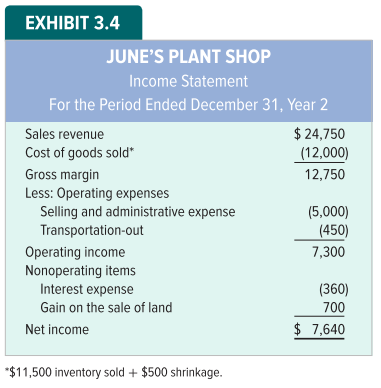 EXHIBIT 3.4
JUNE'S PLANT SHOP
Income Statement
For the Period Ended December 31, Year 2
Sales revenue $ 24,750
Cost of goods sold* (12,000)
Gross margin 12,750
Less: Operating expenses
Selling and administrative expense (5,000)
Transportation-out (450)
Operating income 7,300
Nonoperating items
Interest expense (360)
Gain on the sale of land 700
Net income $ 7,640
*$11,500 inventory sold + $500 shrinkage.